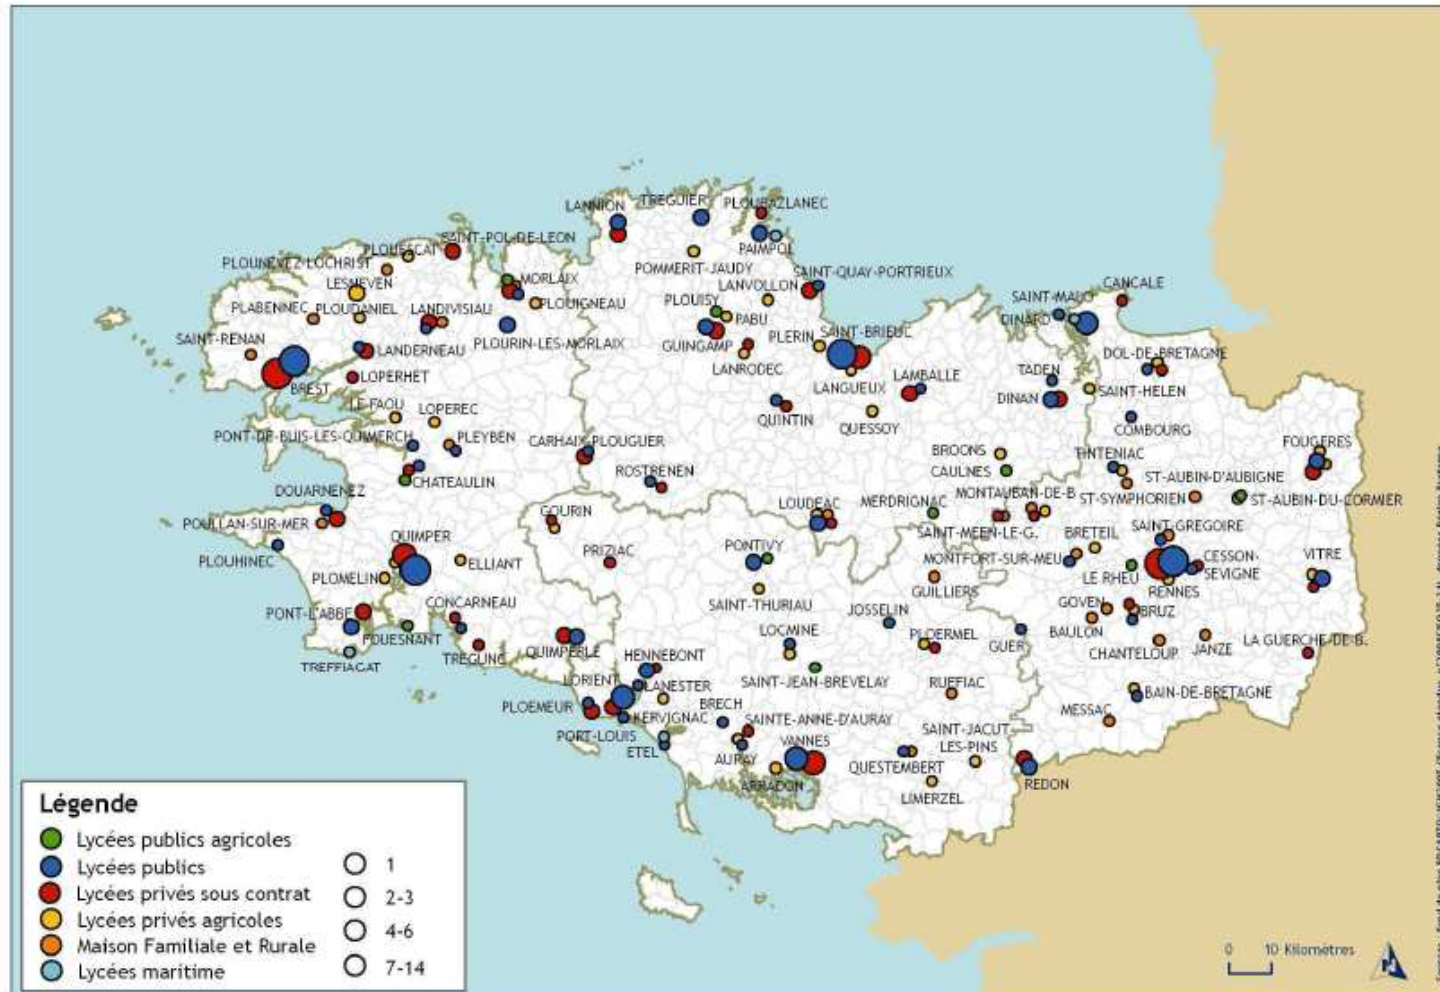 LANNION
TREGUIER
PLOUBAZLANEC
SAINT-POL-DE-LEON
PLOUESCAT
PAIMPOL
PLOUNEVEZ-LOCHRIST
POMMERIT-JAUDY
SAINT-QUAY-PORTRIEUX
MORLAIX
LESNEVEN
LANVOLLON
CANCALE
PLABENNEC
PLOUDANIEL
LANDIVISIAU
PLOUIGNEAU
PLOUISY
SAINT-MALO
PABU
DINARD
SAINT-RENAN
PLERIN
SAINT-BRIEUC
PLOURIN-LES-MORLAIX
GUINGAMP
LANDERNEAU
LANRODEC
DOL-DE-BRETAGNE
LOPERHET
BREST
LANGUEUX
LAMBALLE
TADEN
SAINT-HELEN
LE FAOU
LOPEREC
QUINTIN
QUESSOY
DINAN
COMBOURG
PONT-DE-BUIS-LES-QUIMERCH
PLEYBEN
CARHAIX-PLOUGUER
BROONS
TINTENIAC
FOUGERES
ROSTRENEN
CAULNES
ST-AUBIN-D'AUBIGNE
CHATEAULIN
DOUARNENEZ
LOUDEAC
MERDRIGNAC
MONTAUBAN-DE-B
ST-SYMPHORIEN
ST-AUBIN-DU-CORMIER
POULLAN-SUR-MER
GOURIN
SAINT-MEEN-LE-G.
BRETEIL
SAINT-GREGOIRE
QUIMPER
PRIZIAC
PONTIVY
MONTFORT-SUR-MEU
CESSON-
SEVIGNE
VITRE
PLOUHINEC
ELLIANT
PLOMELIN
LE RHEU
RENNES
GUILLIERS
SAINT-THURIAU
CONCARNEAU
JOSSELIN
GOVEN
BRUZ
PONT-L'ABBE
LOCMINE
BAULON
FOUESNANT
PLOERMEL
GUER
CHANTELOUP
JANZE
LA GUERCHE-DE-B.
TREFFIAGAT
TREGUNC
QUIMPERLE
HENNEBONT
SAINT-JEAN-BREVELAY
LORIENT
LANESTER
RUFFIAC
BAIN-DE-BRETAGNE
PLOEMEUR
KERVIGNAC
BRECH
SAINTE-ANNE-D'AURAY
MESSAC
PORT-LOUIS
VANNES
SAINT-JACUT-
LES-PINS
ETEL
AURAY
QUESTEMBERT
ARRADON
LIMERZEL
REDON
Légende
Lycées publics agricoles
Lycées publics
Lycées privés sous contrat
Lycées privés agricoles
Maison Familiale et Rurale
Lycées maritime
1
2-3
4-6
7-14
0 10 Kilomètres
N